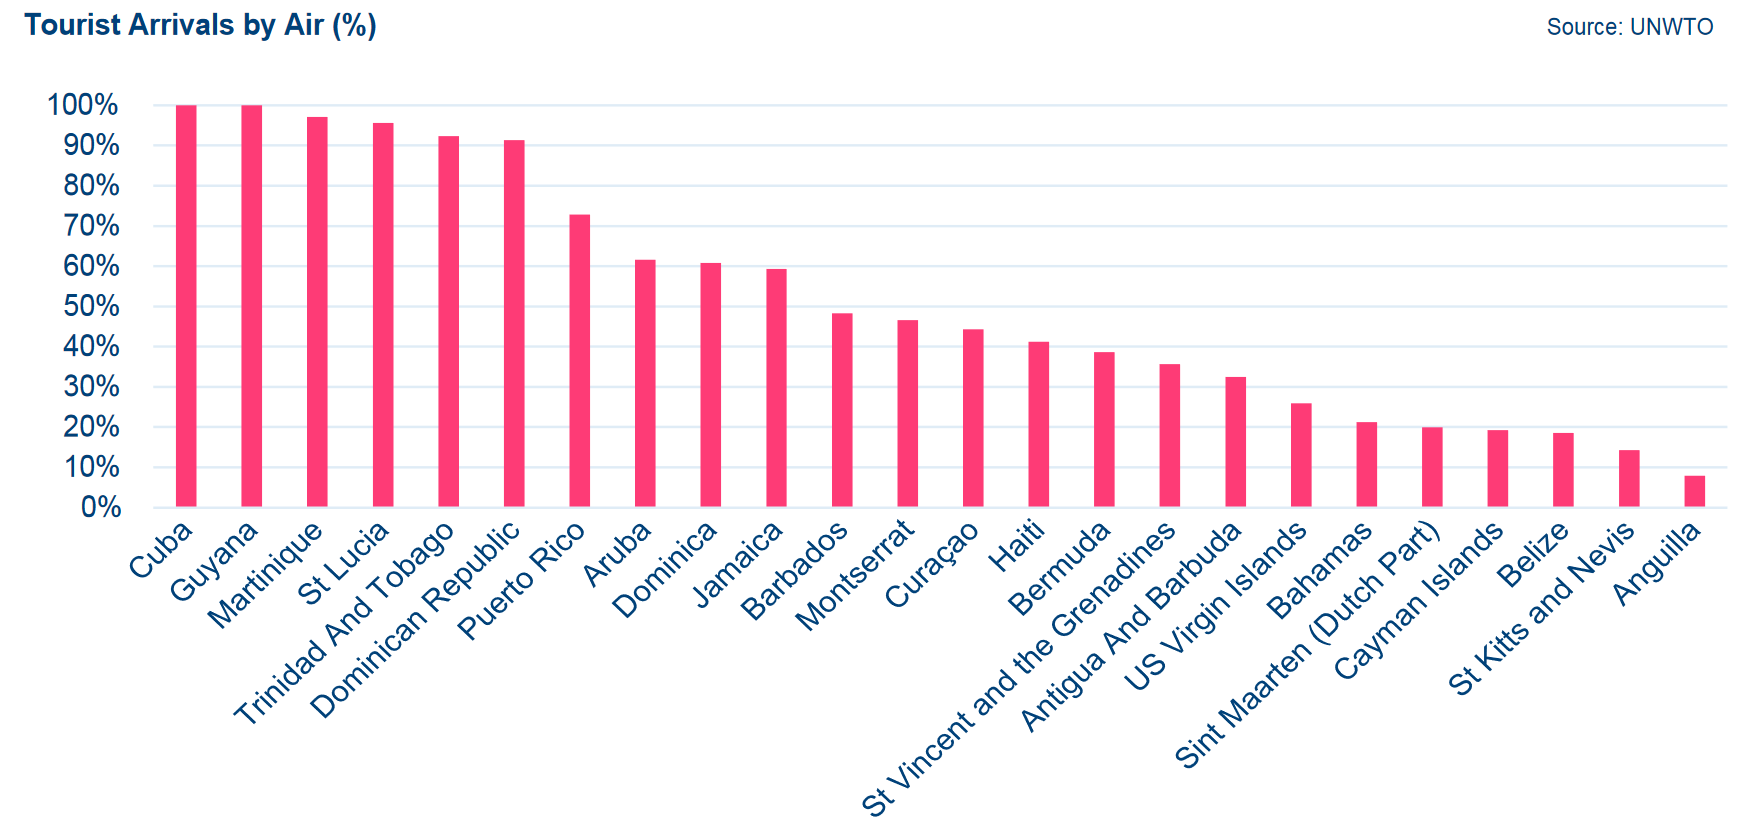 Tourist Arrivals by Air (%)
Source: UNWTO
100%
90%
80%
70%
60%
50%
40%
30%
20%
10%
0%
Cuba
Guyana
Martinique
St Lucia
Trinidad And Tobago
Dominican Republic
Puerto Rico
Aruba
Dominica
Jamaica
Barbados
Montserrat
Curaçao
Haiti
Bermuda
St Vincent and the Grenadines
Antigua And Barbuda
US Virgin Islands
Bahamas
Sint Maarten (Dutch Part)
Cayman Islands
Belize
St Kitts and Nevis
Anguilla